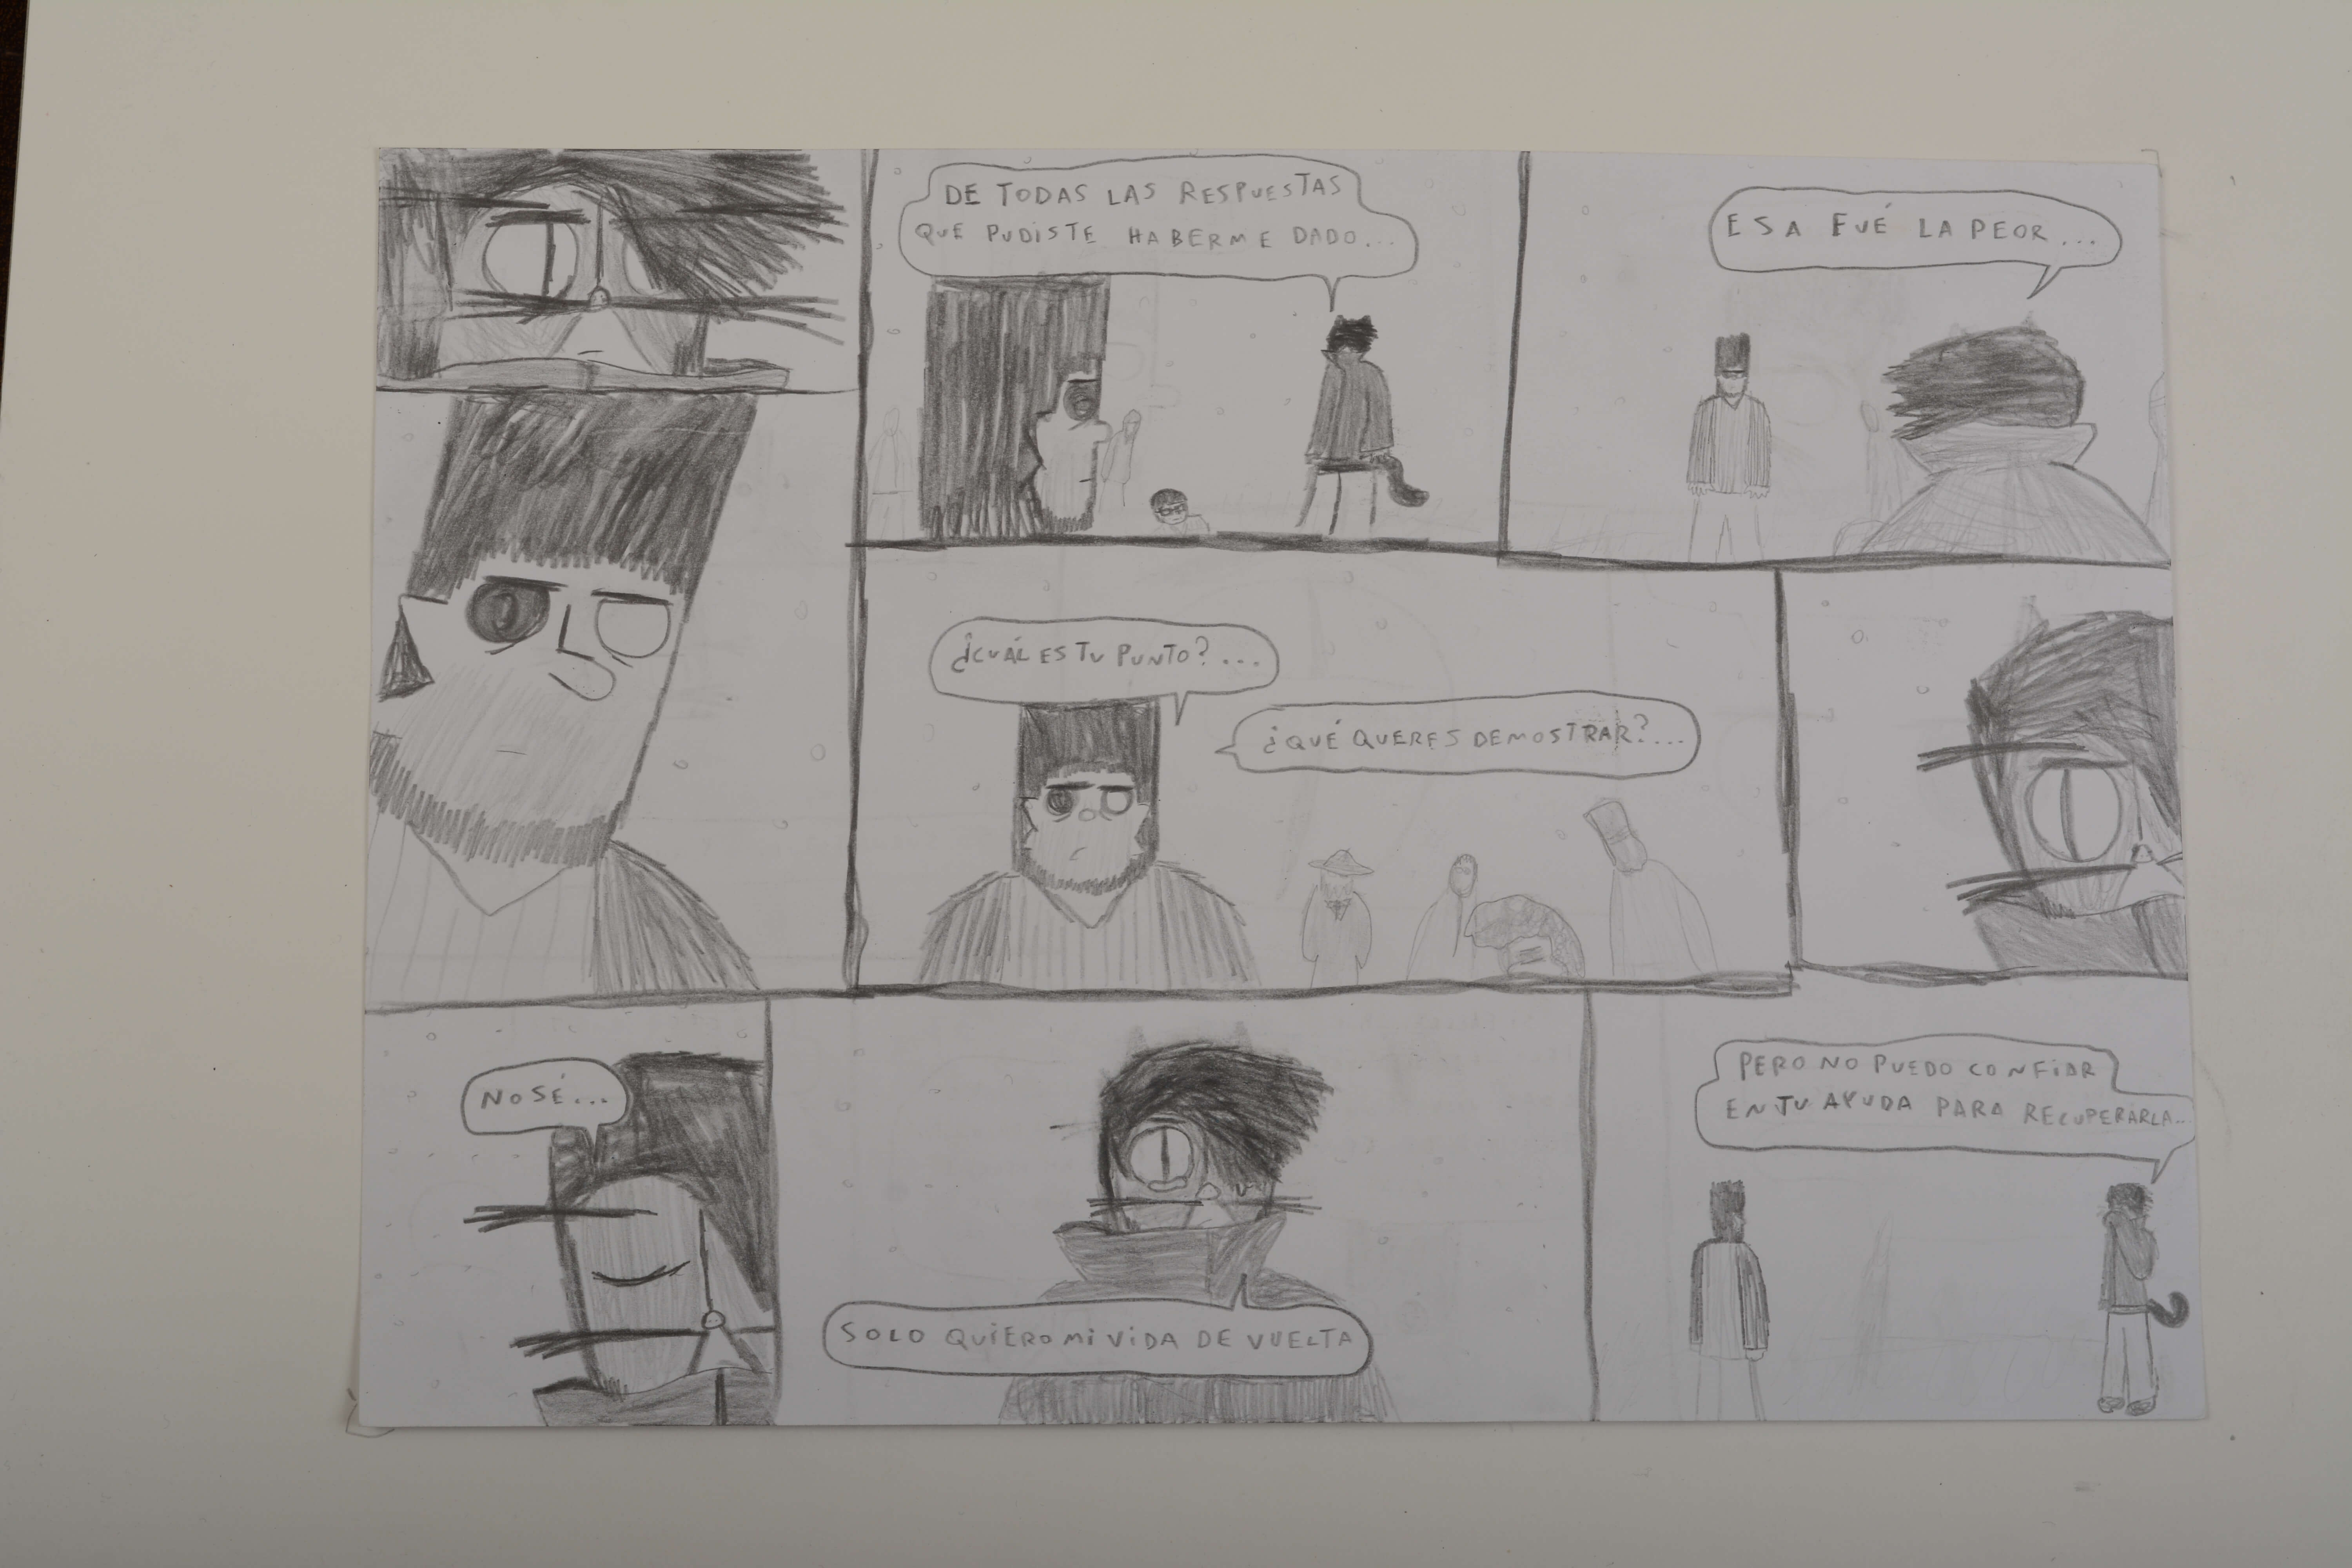 DE TODAS LAS RESPUESTAS
QUE PUDISTE HABERME DADO...
ESA FUÉ LA PEOR...
¿CUÁL ES TU PUNTO?...
¿QUÉ QUERES DEMOSTRAR?...
NO SÉ...
SOLO QUIERO MI VIDA DE VUELTA
PERO NO PUEDO CONFIAR
EN TU AYUDA PARA RECUPERARLA..